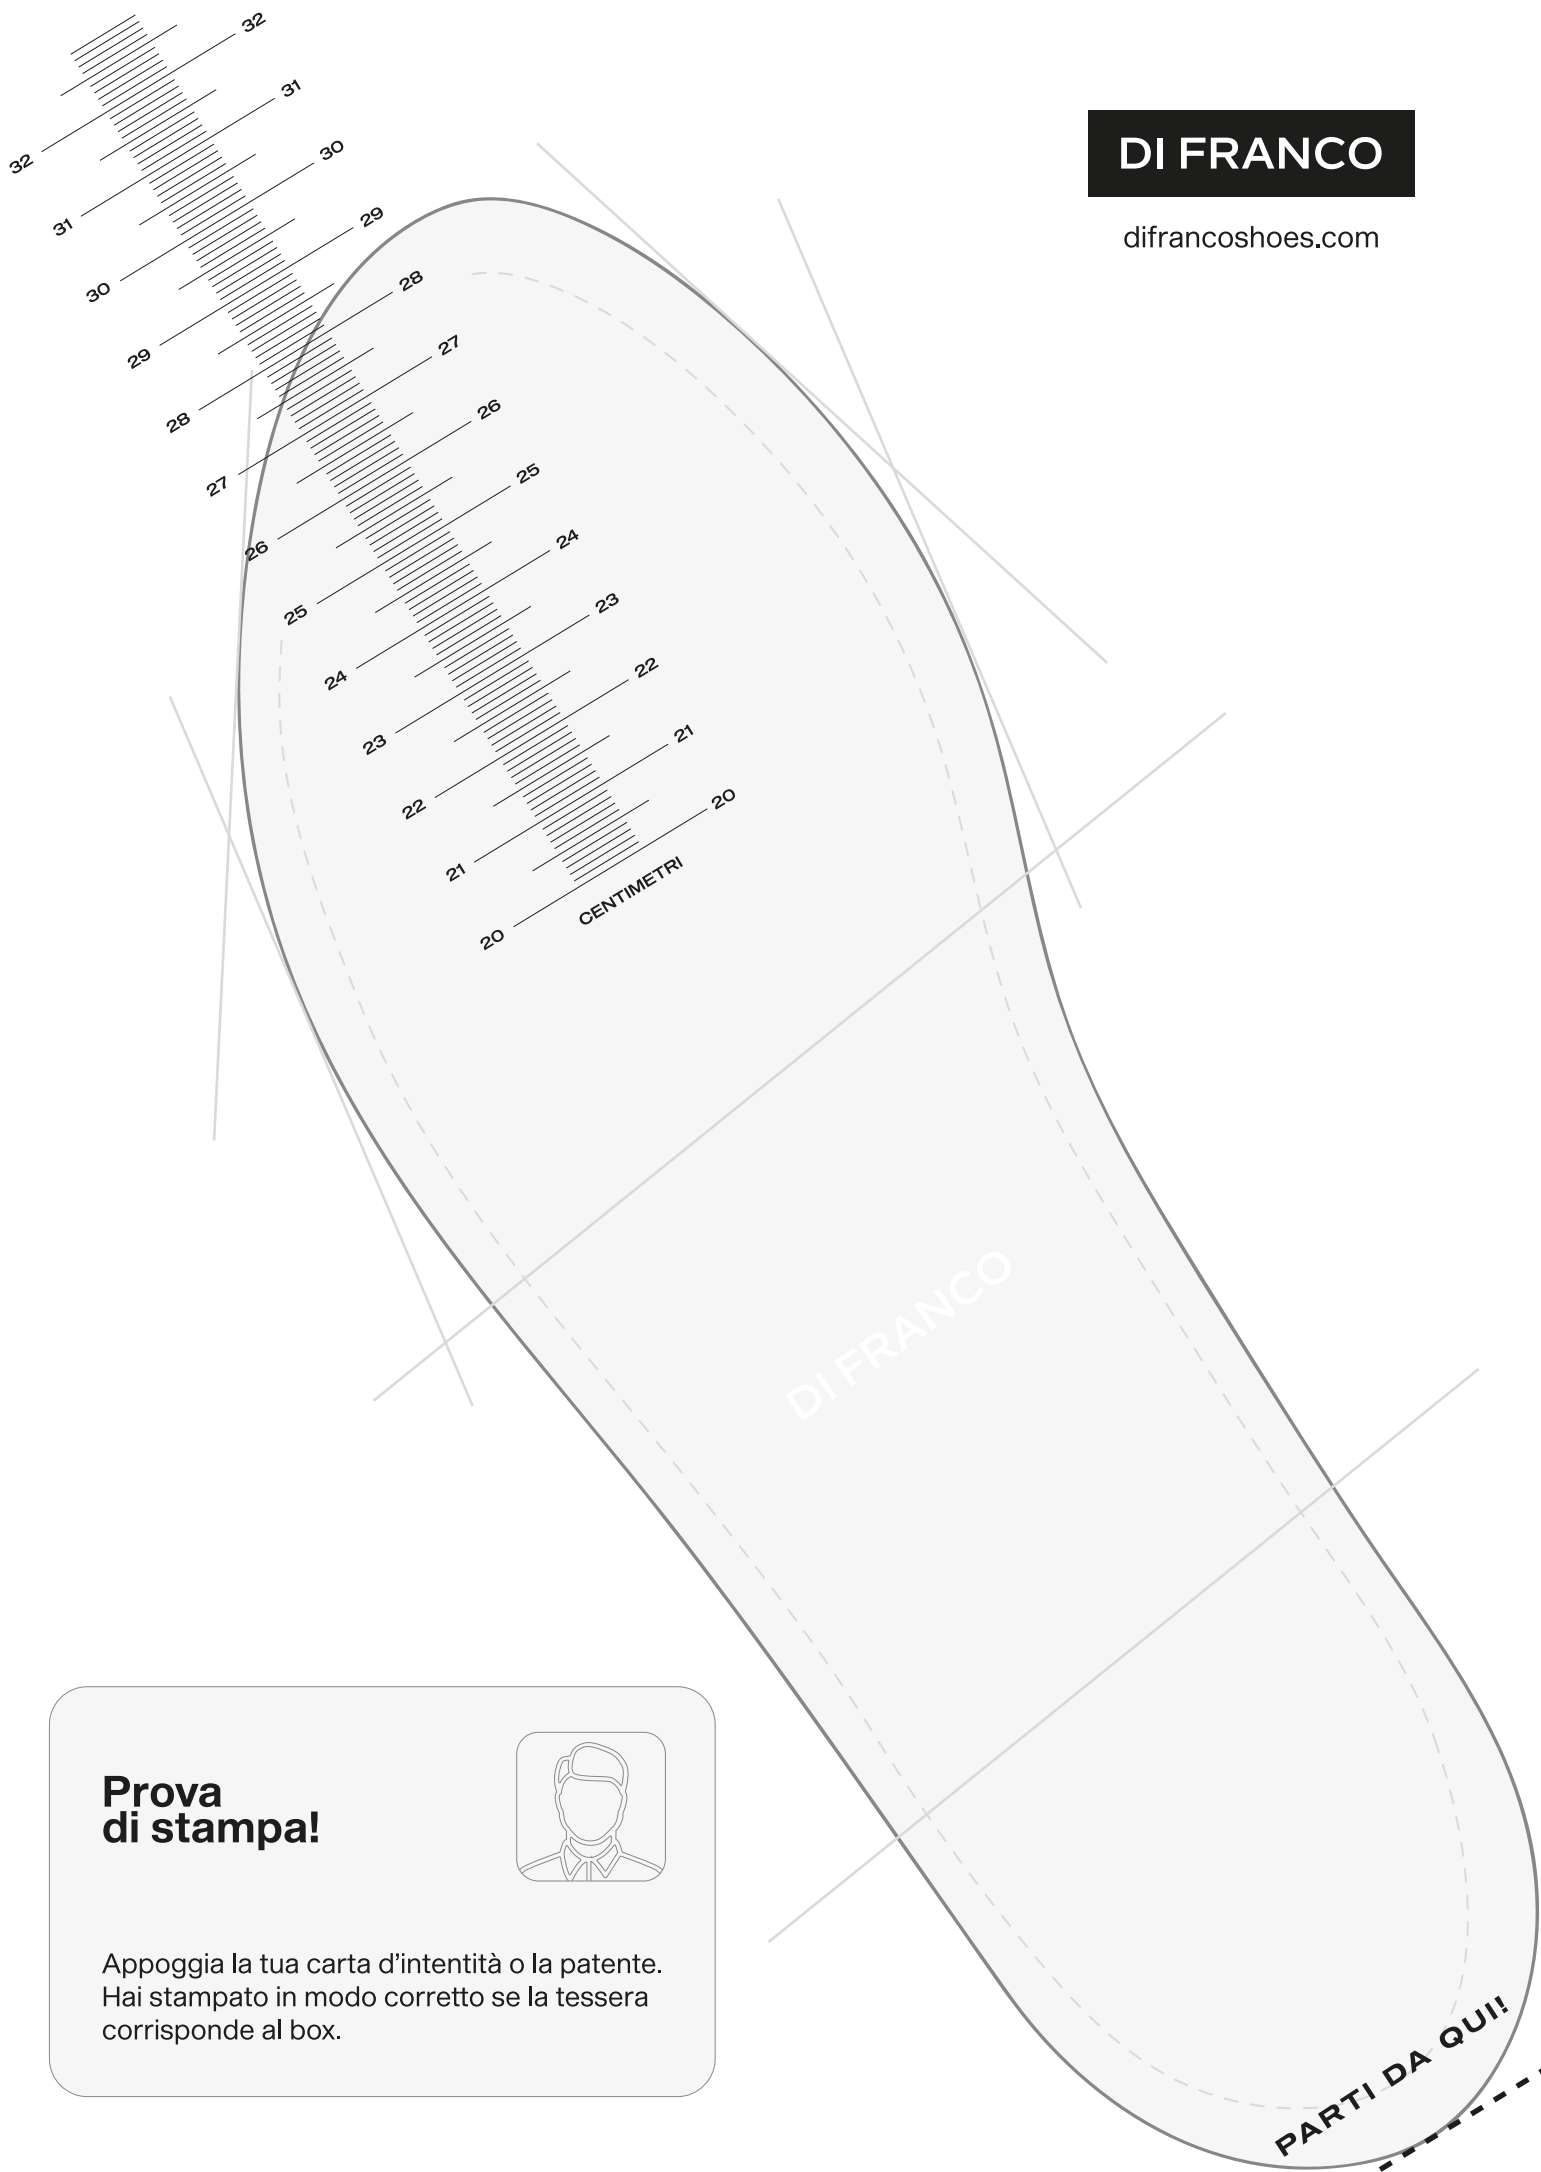 DI FRANCO
difrancoshoes.com
32
32
31
31
30
30
29
29
28
28
27
27
26
26
25
25
24
24
23
23
22
22
21
21
20
20
CENTIMETRI
DI FRANCO
Prova
di stampa!
Appoggia la tua carta d’intentità o la patente.
Hai stampato in modo corretto se la tessera
corrisponde al box.
PARTI DA QUI!